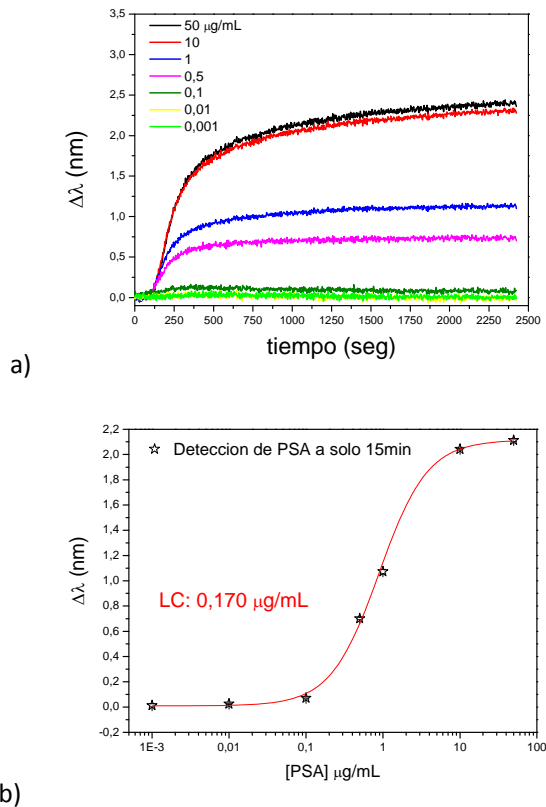 3,5
3,0
2,5
2,0
1,5
1,0
0,5
0,0
Δλ (nm)
50 μg/mL
10
1
0,5
0,1
0,01
0,001
0 250 500 750 1000 1250 1500 1750 2000 2250 2500
tiempo (seg)
a)
2,2
2,0
1,8
1,6
1,4
1,2
1,0
0,8
0,6
0,4
0,2
0,0
-0,2
Δλ (nm)
Deteccion de PSA a solo 15min
LC: 0,170 μg/mL
1E-3 0,01 0,1 1 10 100
[PSA] μg/mL
b)